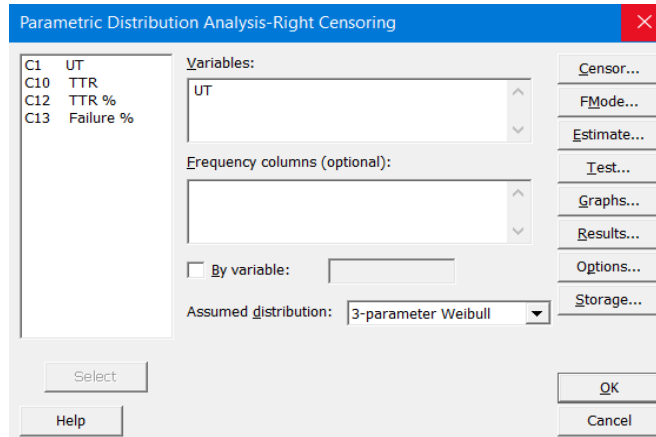 Parametric Distribution Analysis-Right Censoring
C1 UT
C10 TTR
C12 TTR %
C13 Failure %
Variables:
UT
Frequency columns (optional):
By variable:
Assumed distribution: 3-parameter Weibull
Select
Help
Censor...
FMode...
Estimate...
Test...
Graphs...
Results...
Options...
Storage...
OK
Cancel